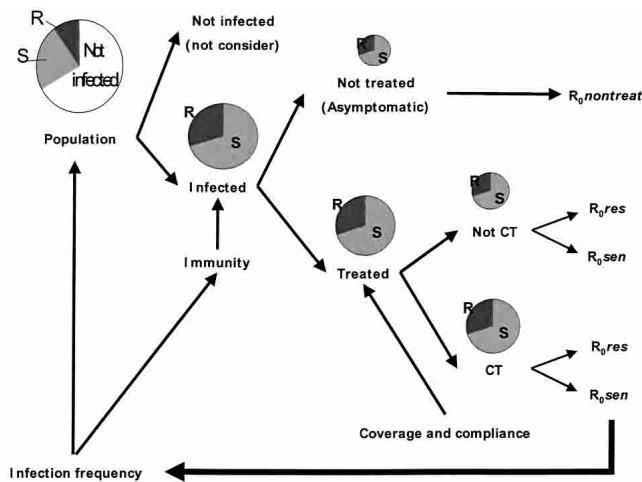 R
S
Not
infected
Population
Not infected
(not consider)
R
S
Infected
Immunity
R
S
Not treated
(Asymptomatic)
R₀nontreat
R
S
Treated
R
S
Not CT
R₀res
R₀sen
R
S
CT
R₀res
R₀sen
Coverage and compliance
Infection frequency